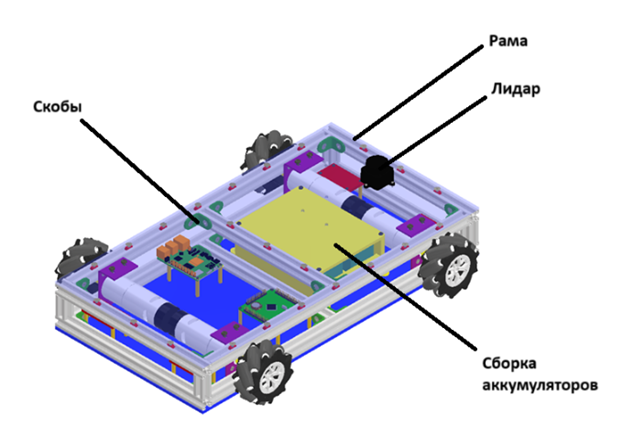 Рама
Лидар
Скобы
Сборка
аккумуляторов